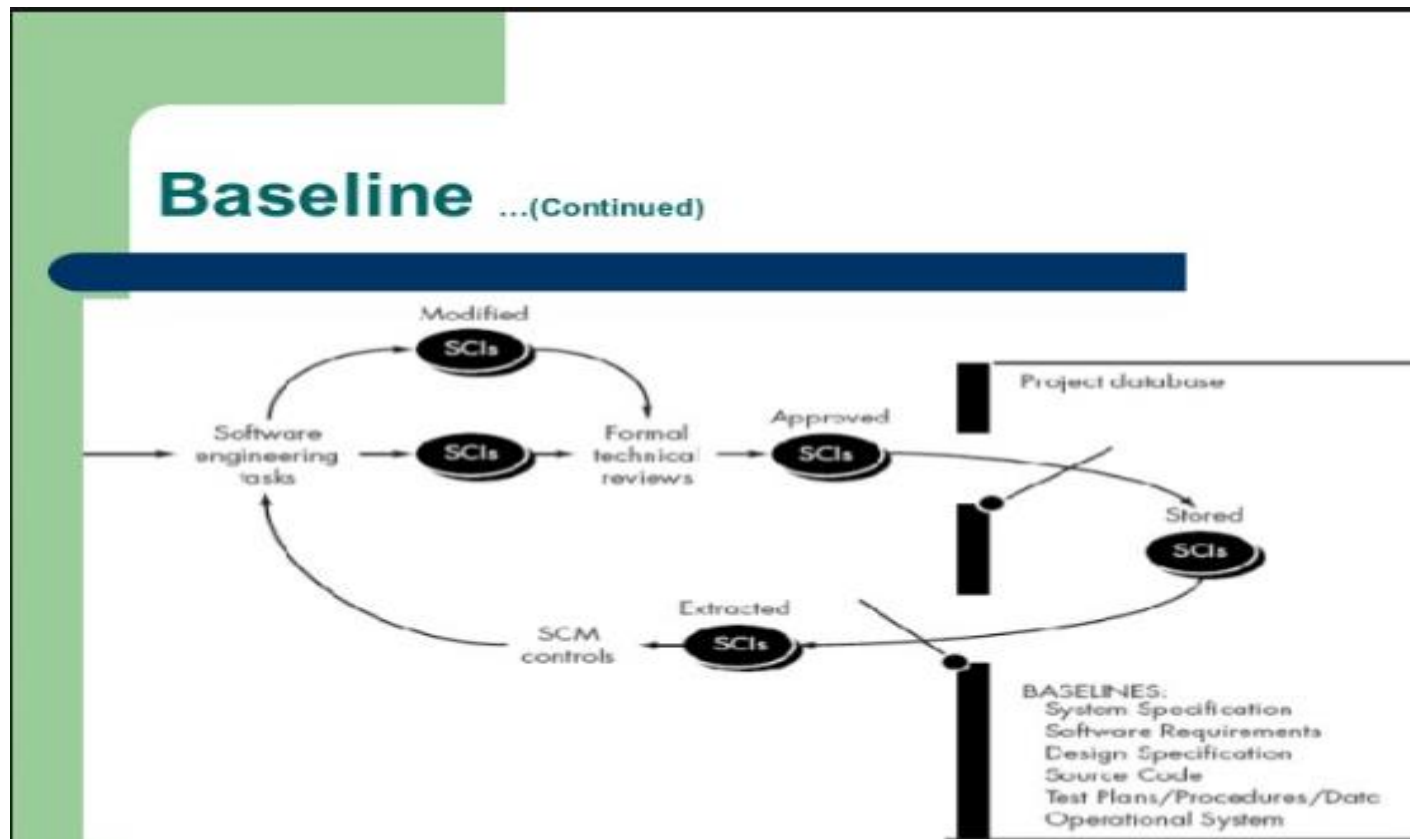 Baseline ...(Continued)
Modified
SCIs
Software
engineering
tasks
SCIs
Formal
technical
reviews
Approved
SCIs
Project database
Stored
SCIs
Extracted
SCIs
SCM
controls
BASELINES:
System Specification
Software Requirements
Design Specification
Source Code
Test Plans/Procedures/Data
Operational System